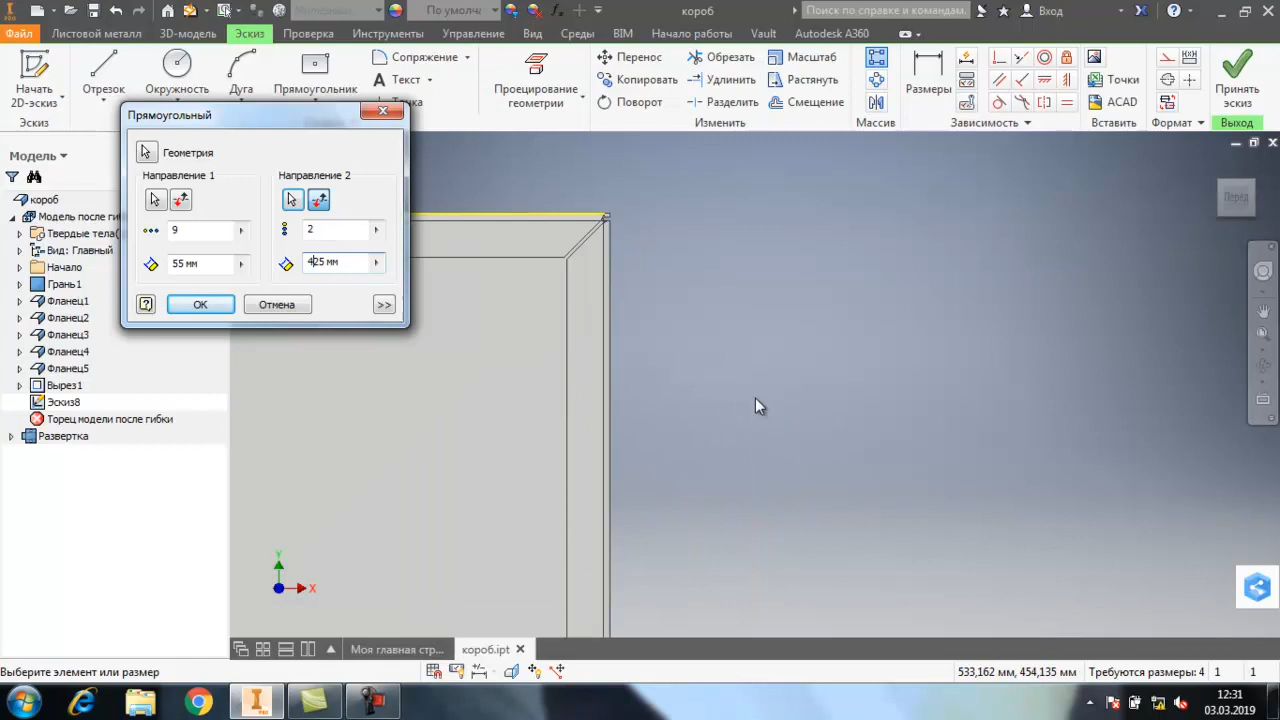 По умолч
короб
Поиск по справке и командам.
Вход
Файл
Листовой металл
3D-модель
Эскиз
Проверка
Инструменты
Управление
Вид
Среды
BIM
Начало работы
Vault
Autodesk A360
Начать
2D-эскиз
Отрезок
Окружность
Дуга
Прямоугольник
Сопряжение
Текст
Проецирование
геометрии
Перенос
Копировать
Поворот
Обрезать
Удлинить
Разделить
Масштаб
Растянуть
Смещение
Размеры
Точки
ACAD
Принять
эскиз
Эскиз
Изменить
Массив
Зависимость
Вставить
Формат
Выход
Прямоугольный
Геометрия
Направление 1
Направление 2
9
2
55 мм
425 мм
OK
Отмена
>>
Модель
короб
Модель после гиб
Твердые тела(
Вид: Главный
Начало
Грань1
Фланец1
Фланец2
Фланец3
Фланец4
Фланец5
Вырез1
Эскиз8
Торец модели после гибки
Развертка
Перед
Y
X
Моя главная стр...
короб.ipt
Выберите элемент или размер
533,162 мм, 454,135 мм
Требуются размеры: 4
1
1
12:31
03.03.2019